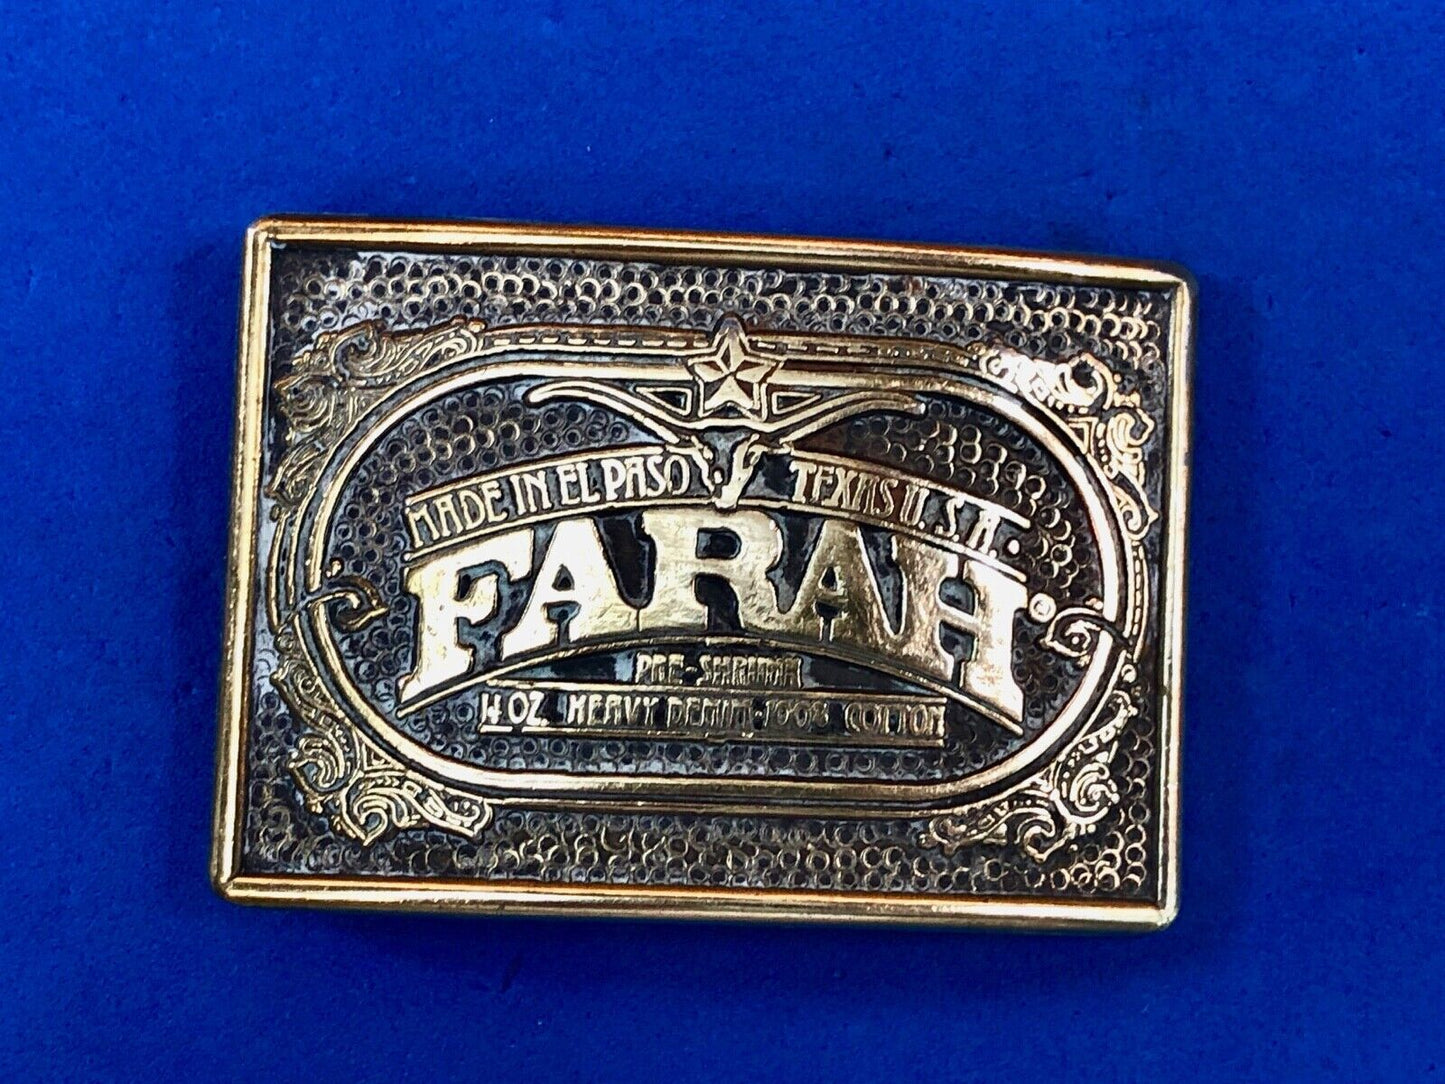 MADE IN EL PASO TEXAS U.S.A.
FARAH®
PRE-SHRUNK
14 OZ. HEAVY DENIM-100% COTTON